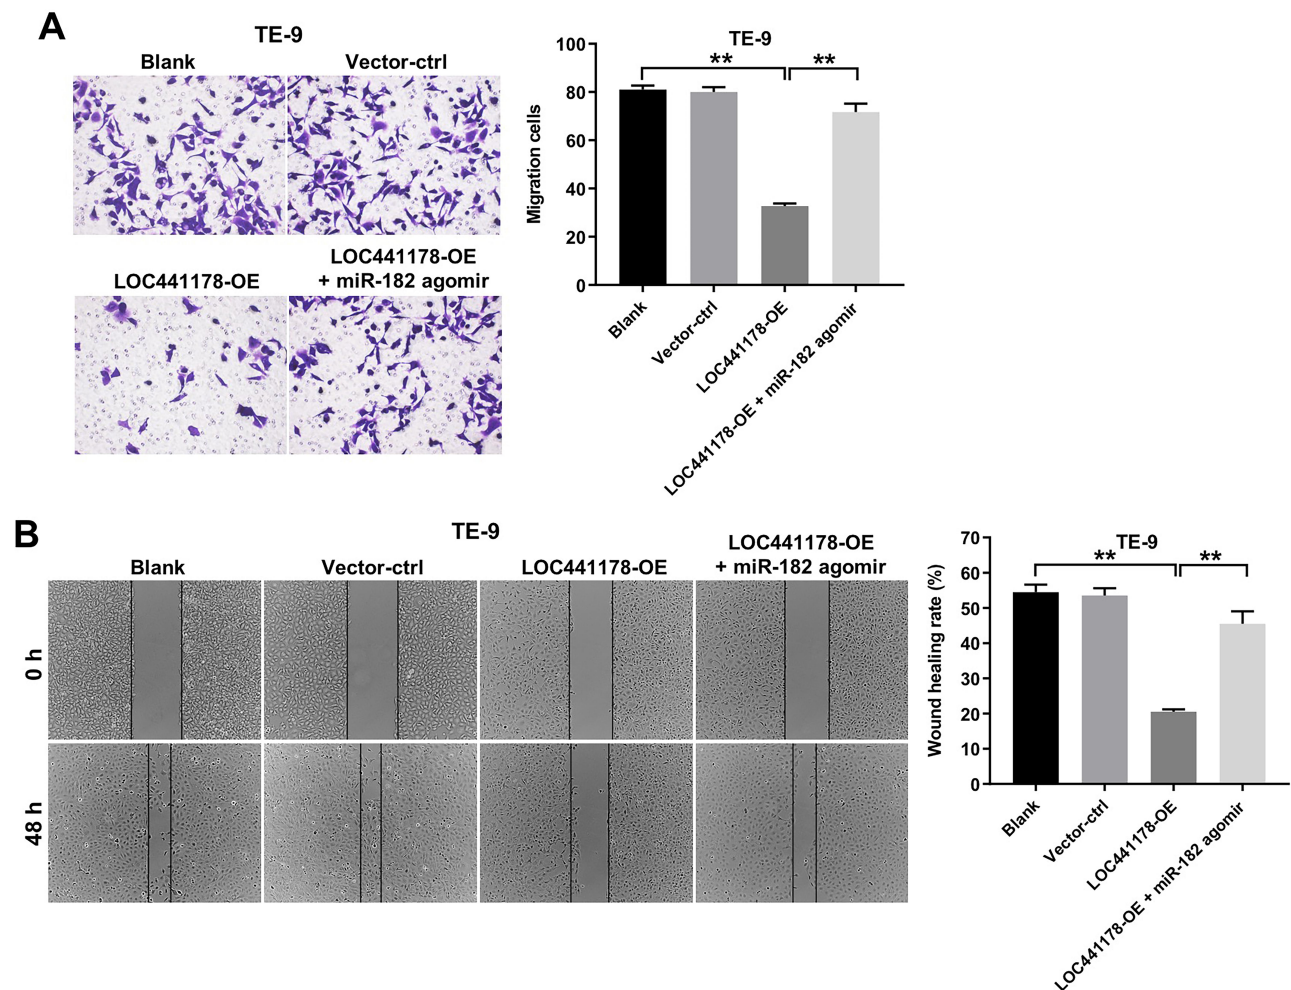 A
TE-9
Blank
Vector-ctrl
LOC441178-OE
LOC441178-OE
+ miR-182 agomir
TE-9
**
**
Migration cells
100
80
60
40
20
0
Blank
Vector-ctrl
LOC441178-OE
LOC441178-OE + miR-182 agomir
B
TE-9
Blank
Vector-ctrl
LOC441178-OE
LOC441178-OE
+ miR-182 agomir
0 h
48 h
TE-9
**
**
Wound healing rate (%)
70
60
50
40
30
20
10
0
Blank
Vector-ctrl
LOC441178-OE
LOC441178-OE + miR-182 agomir